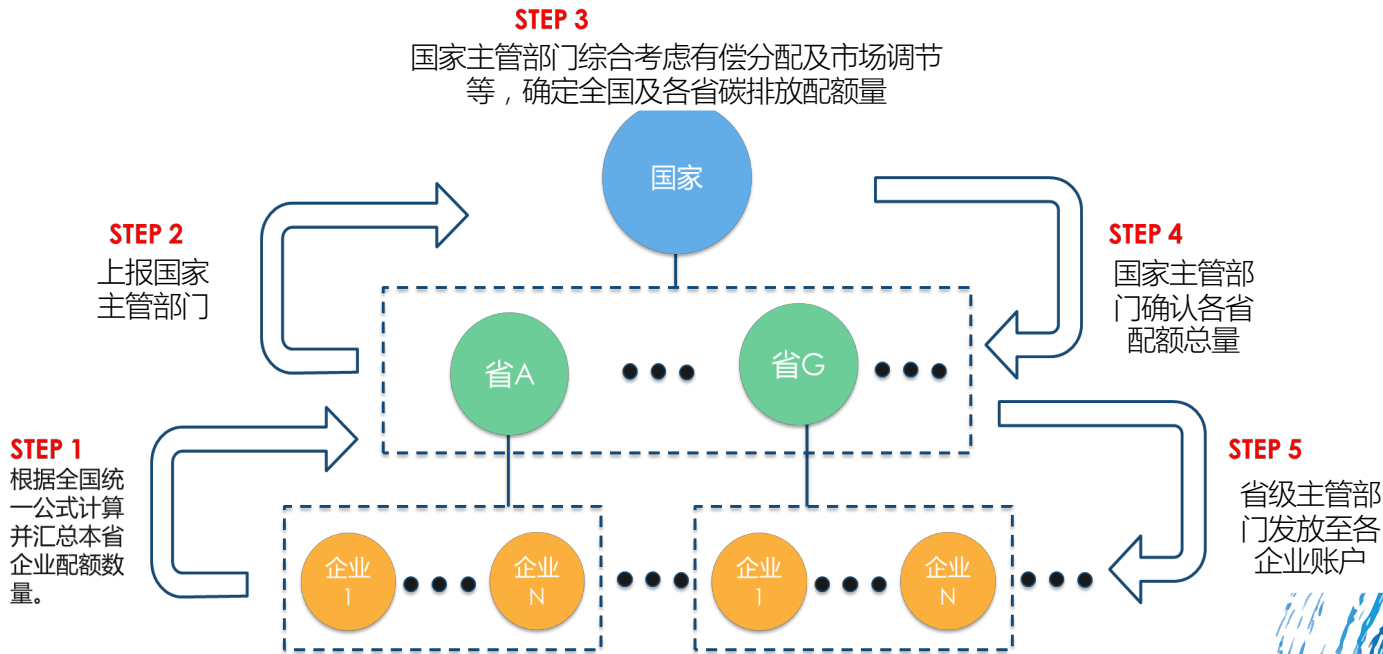 STEP 3
国家主管部门综合考虑有偿分配及市场调节
等，确定全国及各省碳排放配额量
国家
STEP 2
上报国家
主管部门
STEP 4
国家主管部
门确认各省
配额总量
省A
省G
STEP 1
根据全国统
一公式计算
并汇总本省
企业配额数
量。
STEP 5
省级主管部
门发放至各
企业账户
企业
1
企业
N
企业
1
企业
N